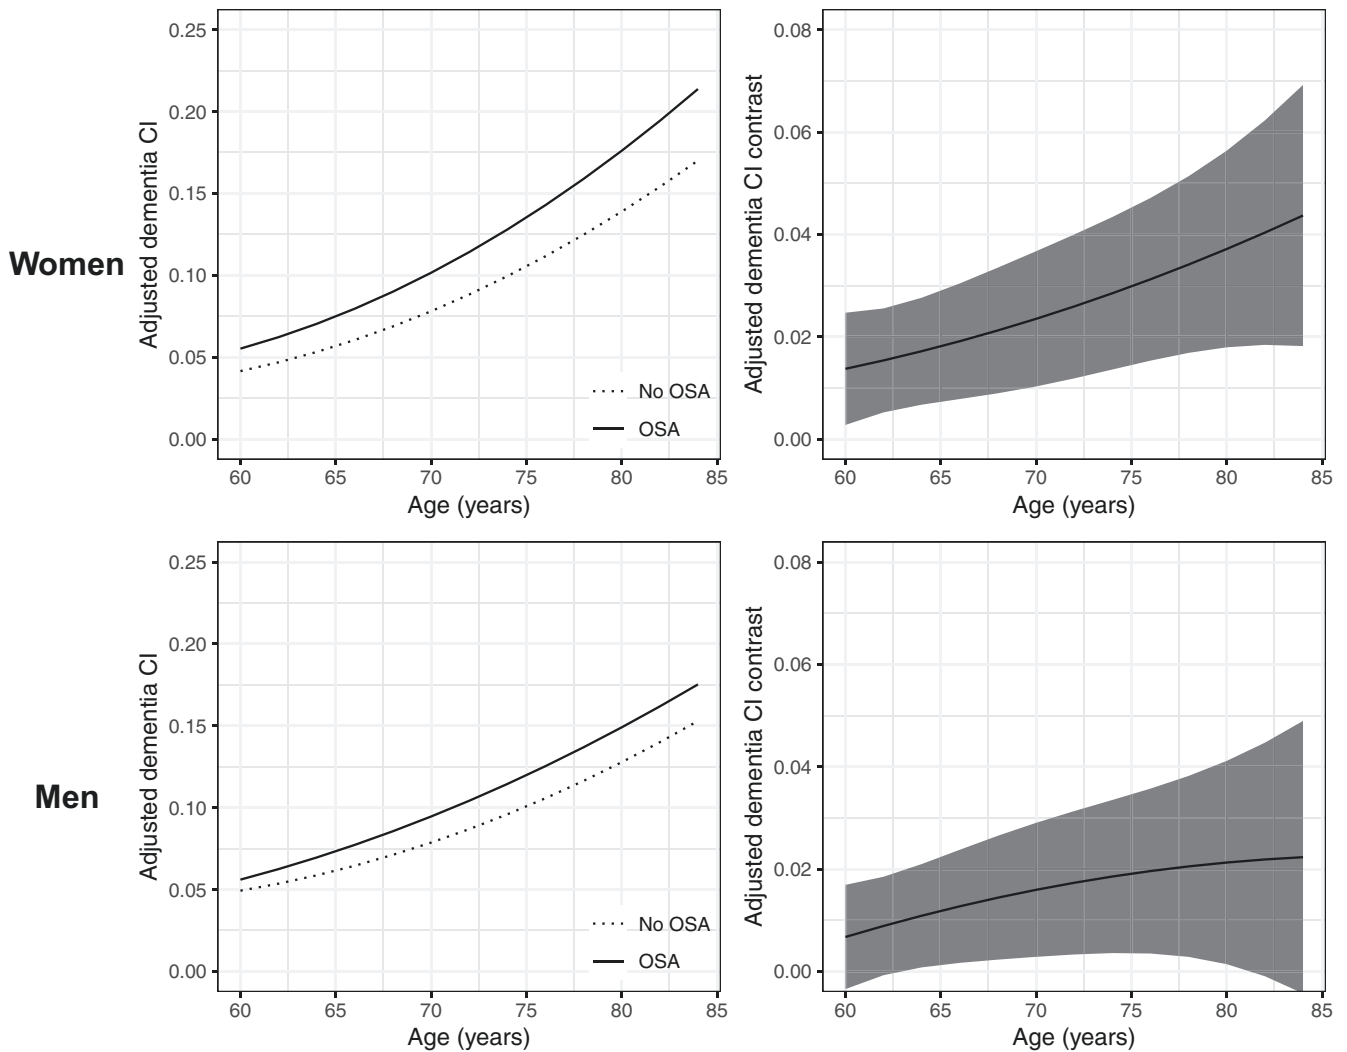 Women
Adjusted dementia CI
0.25
0.20
0.15
0.10
0.05
0.00
No OSA
OSA
60 65 70 75 80 85
Age (years)
Adjusted dementia CI contrast
0.08
0.06
0.04
0.02
0.00
60 65 70 75 80 85
Age (years)
Men
Adjusted dementia CI
0.25
0.20
0.15
0.10
0.05
0.00
No OSA
OSA
60 65 70 75 80 85
Age (years)
Adjusted dementia CI contrast
0.08
0.06
0.04
0.02
0.00
60 65 70 75 80 85
Age (years)